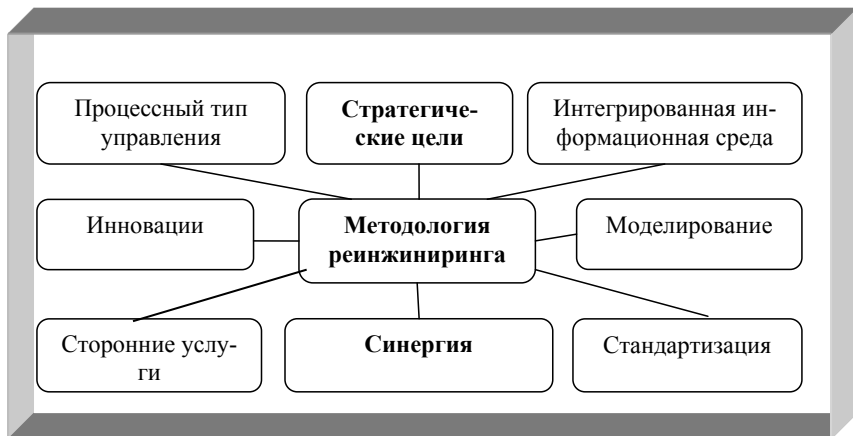 Процессный тип
управления
Стратегиче-
ские цели
Интегрированная ин-
формационная среда
Инновации
Методология
реинжиниринга
Моделирование
Сторонние услу-
ги
Синергия
Стандартизация